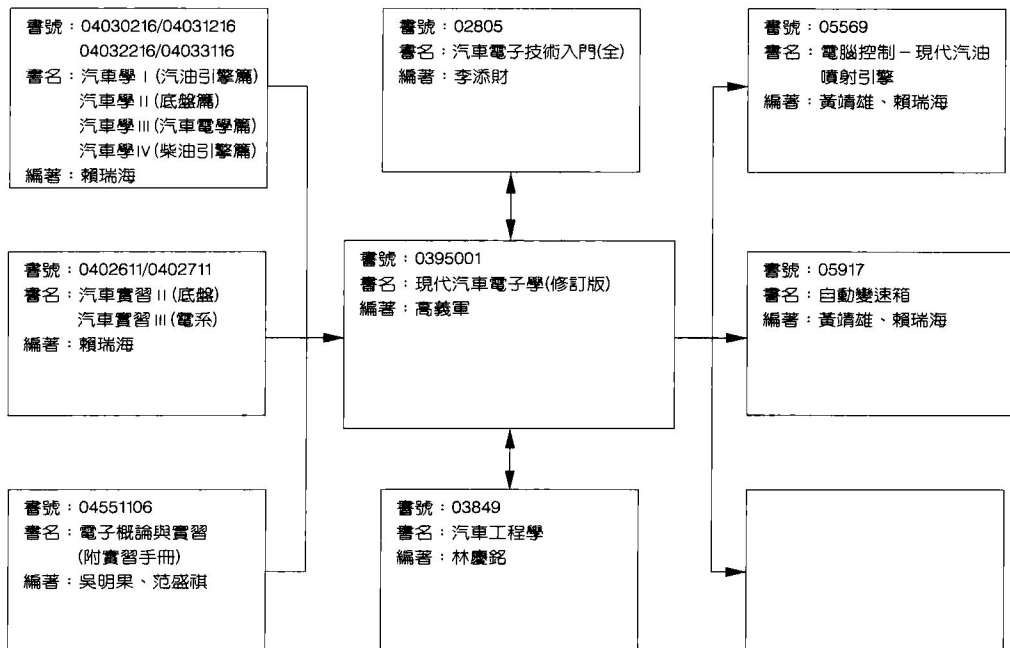 書號：04030216/04031216
04032216/04033116
書名：汽車學 I (汽油引擎篇)
汽車學 II (底盤篇)
汽車學 III (汽車電學篇)
汽車學 IV (柴油引擎篇)
編著：賴瑞海
書號：02805
書名：汽車電子技術入門(全)
編著：李添財
書號：05569
書名：電腦控制－現代汽油
噴射引擎
編著：黃靖雄、賴瑞海
書號：0402611/0402711
書名：汽車實習 II (底盤)
汽車實習 III (電系)
編著：賴瑞海
書號：0395001
書名：現代汽車電子學(修訂版)
編著：高義軍
書號：05917
書名：自動變速箱
編著：黃靖雄、賴瑞海
書號：04551106
書名：電子概論與實習
(附實習手冊)
編著：吳明果、范盛祺
書號：03849
書名：汽車工程學
編著：林慶銘